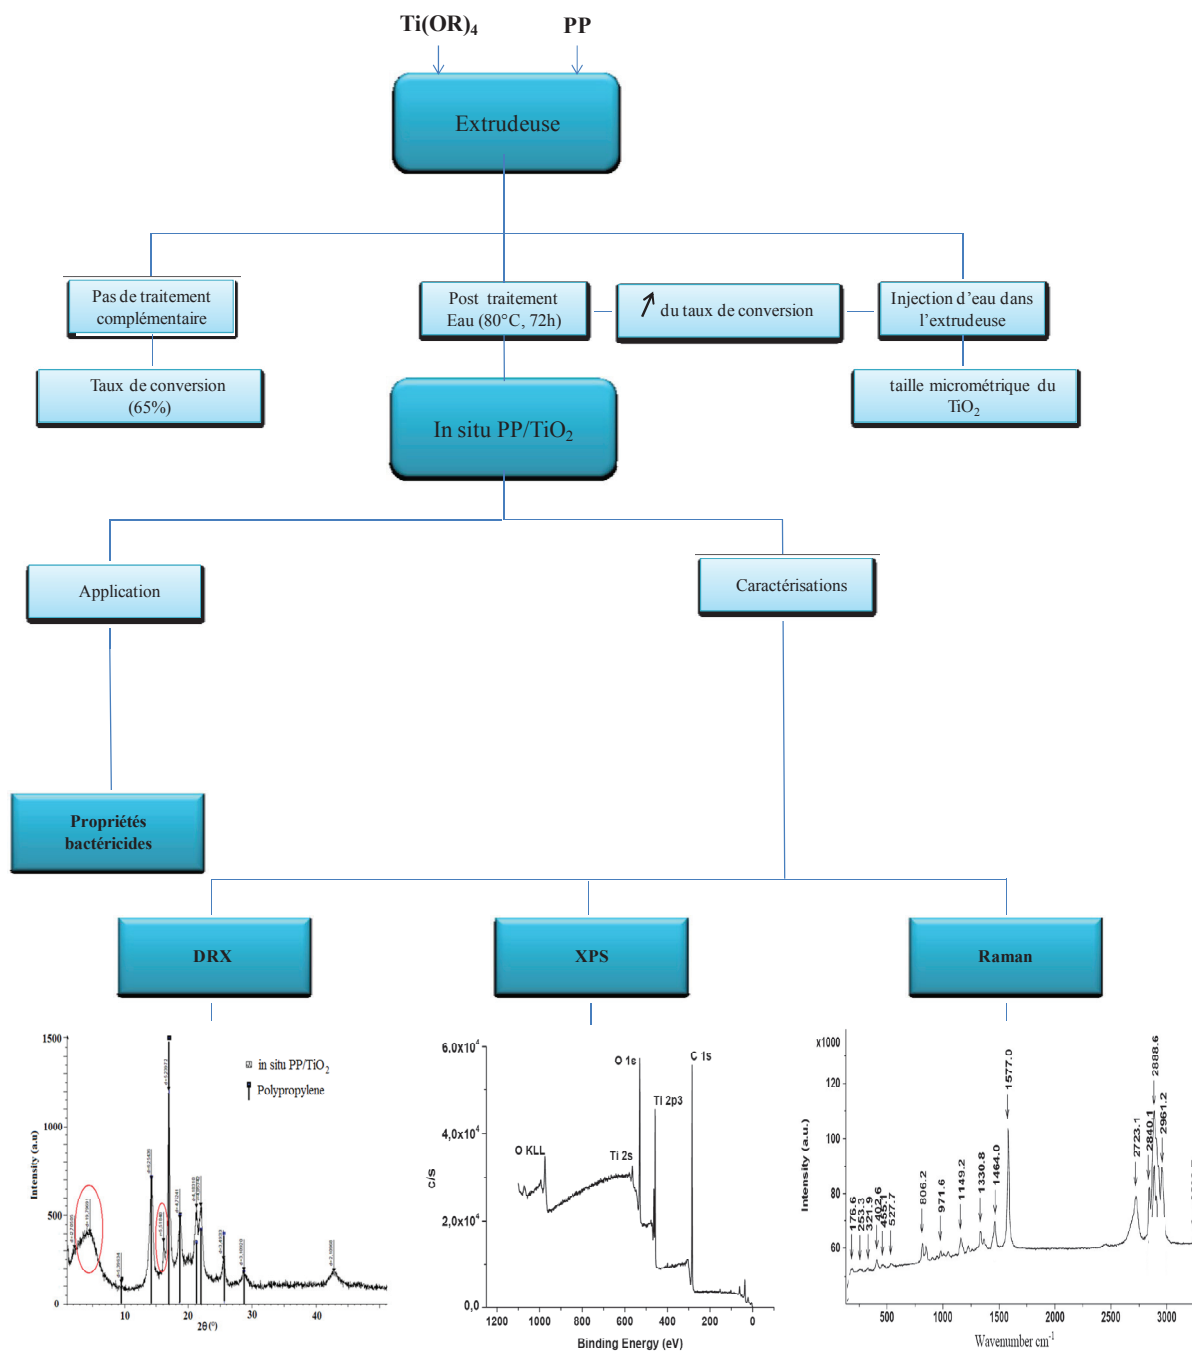 Ti(OR)4 PP
Extrudeuse
Pas de traitement
complémentaire
Post traitement
Eau (80°C, 72h)
↗ du taux de conversion
Injection d'eau dans
l'extrudeuse
Taux de conversion
(65%)
In situ PP/TiO2
taille micrométrique du
TiO2
Application
Caractérisations
Propriétés
bactéricides
DRX
XPS
Raman
1500
1000
500
0
10
20
30
40
Intensity (a.u)
2θ (°)
in situ PP/TiO2
Polypropylene
6,0x10⁴
4,0x10⁴
2,0x10⁴
0,0
C/S
O KLL
O 1s
Ti 2s
TI 2p3
C 1s
1200 1000 800 600 400 200 0
Binding Energy (eV)
x1000
120
100
80
60
Intensity (a.u.)
176.6
253.3
321.9
402.6
455.1
527.7
806.2
971.6
1149.2
1330.8
1464.0
1577.0
2723.1
2840.1
2888.6
2961.2
500 1000 1500 2000 2500 3000
Wavenumber cm-1